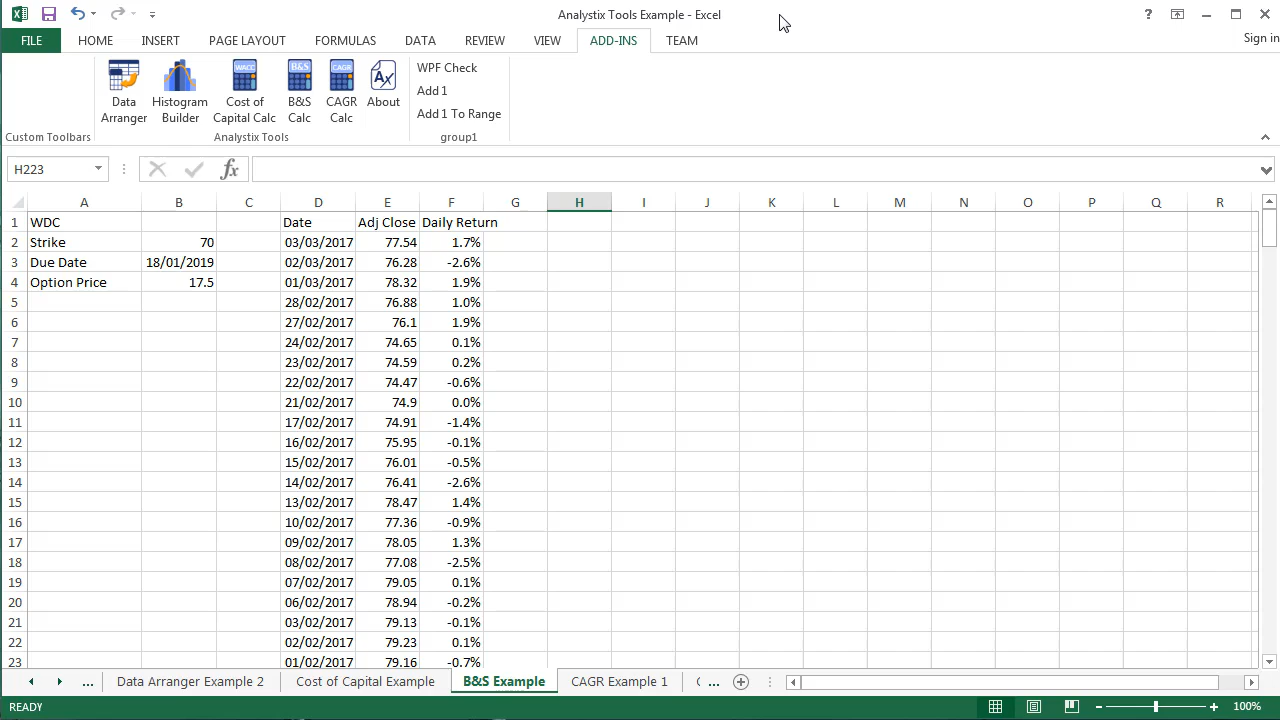 Analystix Tools Example - Excel
?
FILE HOME INSERT PAGE LAYOUT FORMULAS DATA REVIEW VIEW ADD-INS TEAM Sign in
WACC B&S CAGR Ax
Data Arranger
Histogram Builder
Cost of Capital Calc
B&S Calc
CAGR Calc
About
WPF Check
Add 1
Add 1 To Range
Custom Toolbars Analystix Tools group1
H223 fx
A B C D E F G H I J K L M N O P Q R
1 WDC Date Adj Close Daily Return
2 Strike 70 03/03/2017 77.54 1.7%
3 Due Date 18/01/2019 02/03/2017 76.28 -2.6%
4 Option Price 17.5 01/03/2017 78.32 1.9%
5 28/02/2017 76.88 1.0%
6 27/02/2017 76.1 1.9%
7 24/02/2017 74.65 0.1%
8 23/02/2017 74.59 0.2%
9 22/02/2017 74.47 -0.6%
10 21/02/2017 74.9 0.0%
11 17/02/2017 74.91 -1.4%
12 16/02/2017 75.95 -0.1%
13 15/02/2017 76.01 -0.5%
14 14/02/2017 76.41 -2.6%
15 13/02/2017 78.47 1.4%
16 10/02/2017 77.36 -0.9%
17 09/02/2017 78.05 1.3%
18 08/02/2017 77.08 -2.5%
19 07/02/2017 79.05 0.1%
20 06/02/2017 78.94 -0.2%
21 03/02/2017 79.13 -0.1%
22 02/02/2017 79.23 0.1%
23 01/02/2017 79.16 -0.7%
... Data Arranger Example 2 Cost of Capital Example B&S Example CAGR Example 1 ...
READY 100%